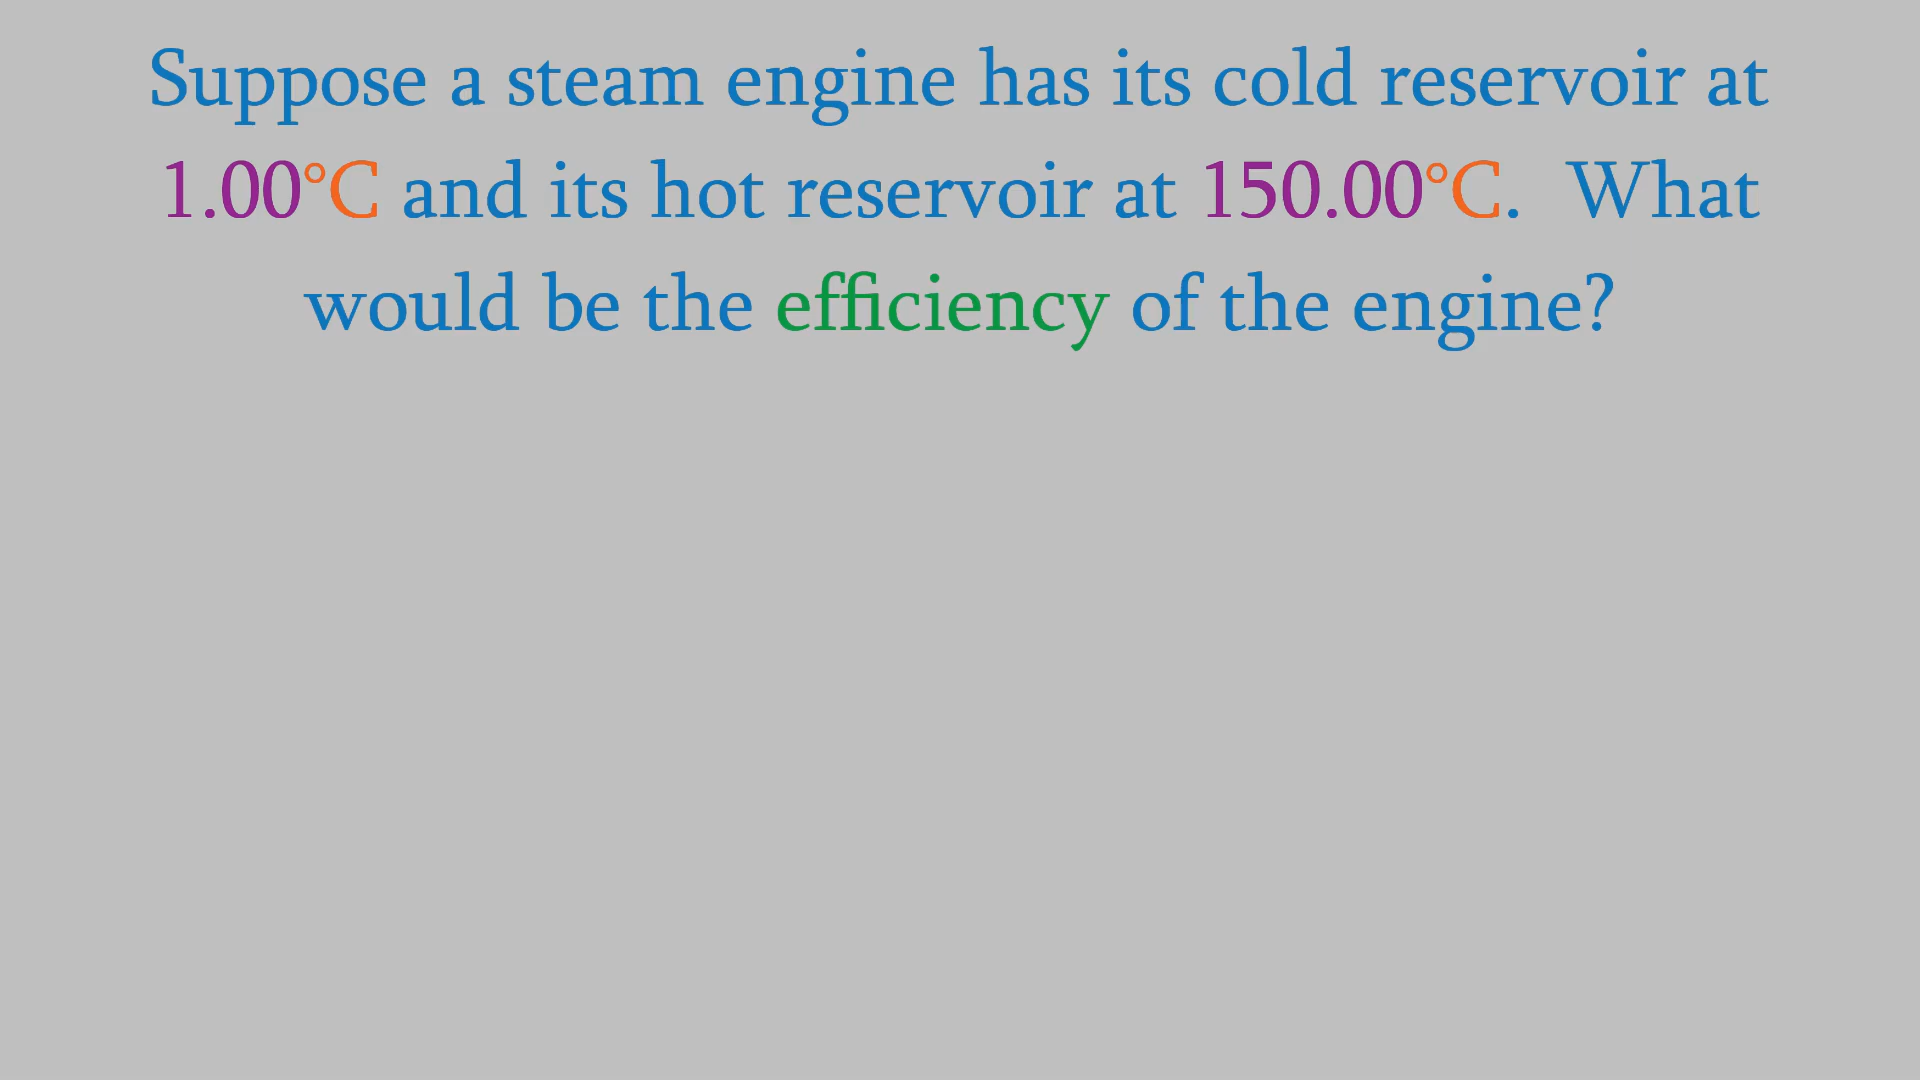 Suppose a steam engine has its cold reservoir at
1.00°C and its hot reservoir at 150.00°C.  What
would be the efficiency of the engine?